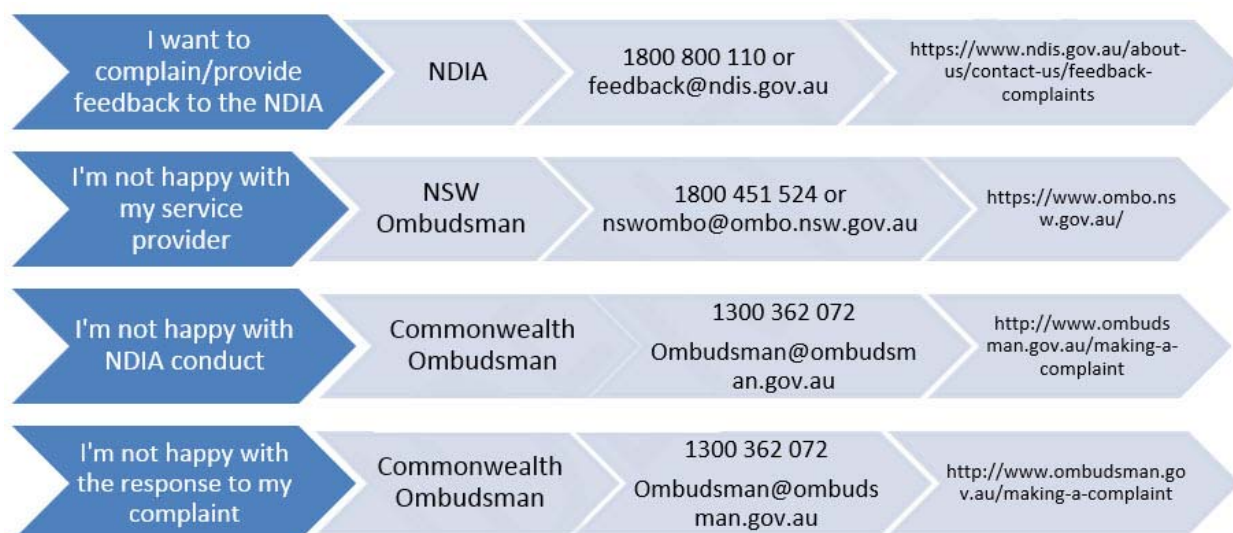 I want to
complain/provide
feedback to the NDIA
NDIA
1800 800 110 or
feedback@ndis.gov.au
https://www.ndis.gov.au/about-
us/contact-us/feedback-
complaints
I'm not happy with
my service
provider
NSW
Ombudsman
1800 451 524 or
nswombo@ombo.nsw.gov.au
https://www.ombo.ns
w.gov.au/
I'm not happy with
NDIA conduct
Commonwealth
Ombudsman
1300 362 072
Ombudsman@ombudsm
an.gov.au
http://www.ombuds
man.gov.au/making-a-
complaint
I'm not happy with
the response to my
complaint
Commonwealth
Ombudsman
1300 362 072
Ombudsman@ombuds
man.gov.au
http://www.ombudsman.go
v.au/making-a-complaint